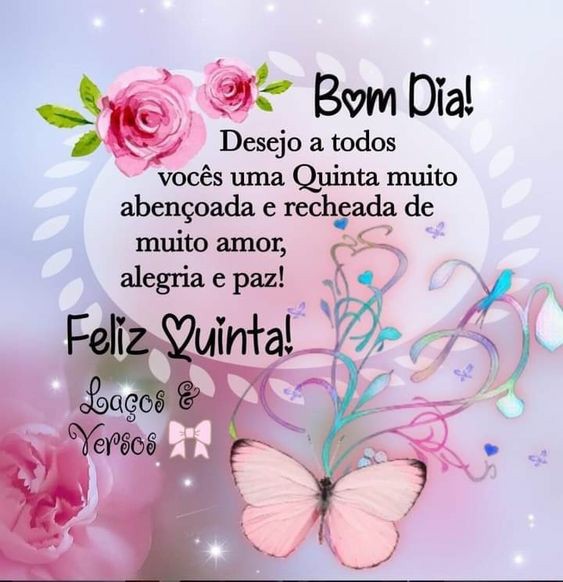 Bom Dia!
Desejo a todos
vocês uma Quinta muito
abençoada e recheada de
muito amor,
alegria e paz!
Feliz Quinta!
Laços &
Versos